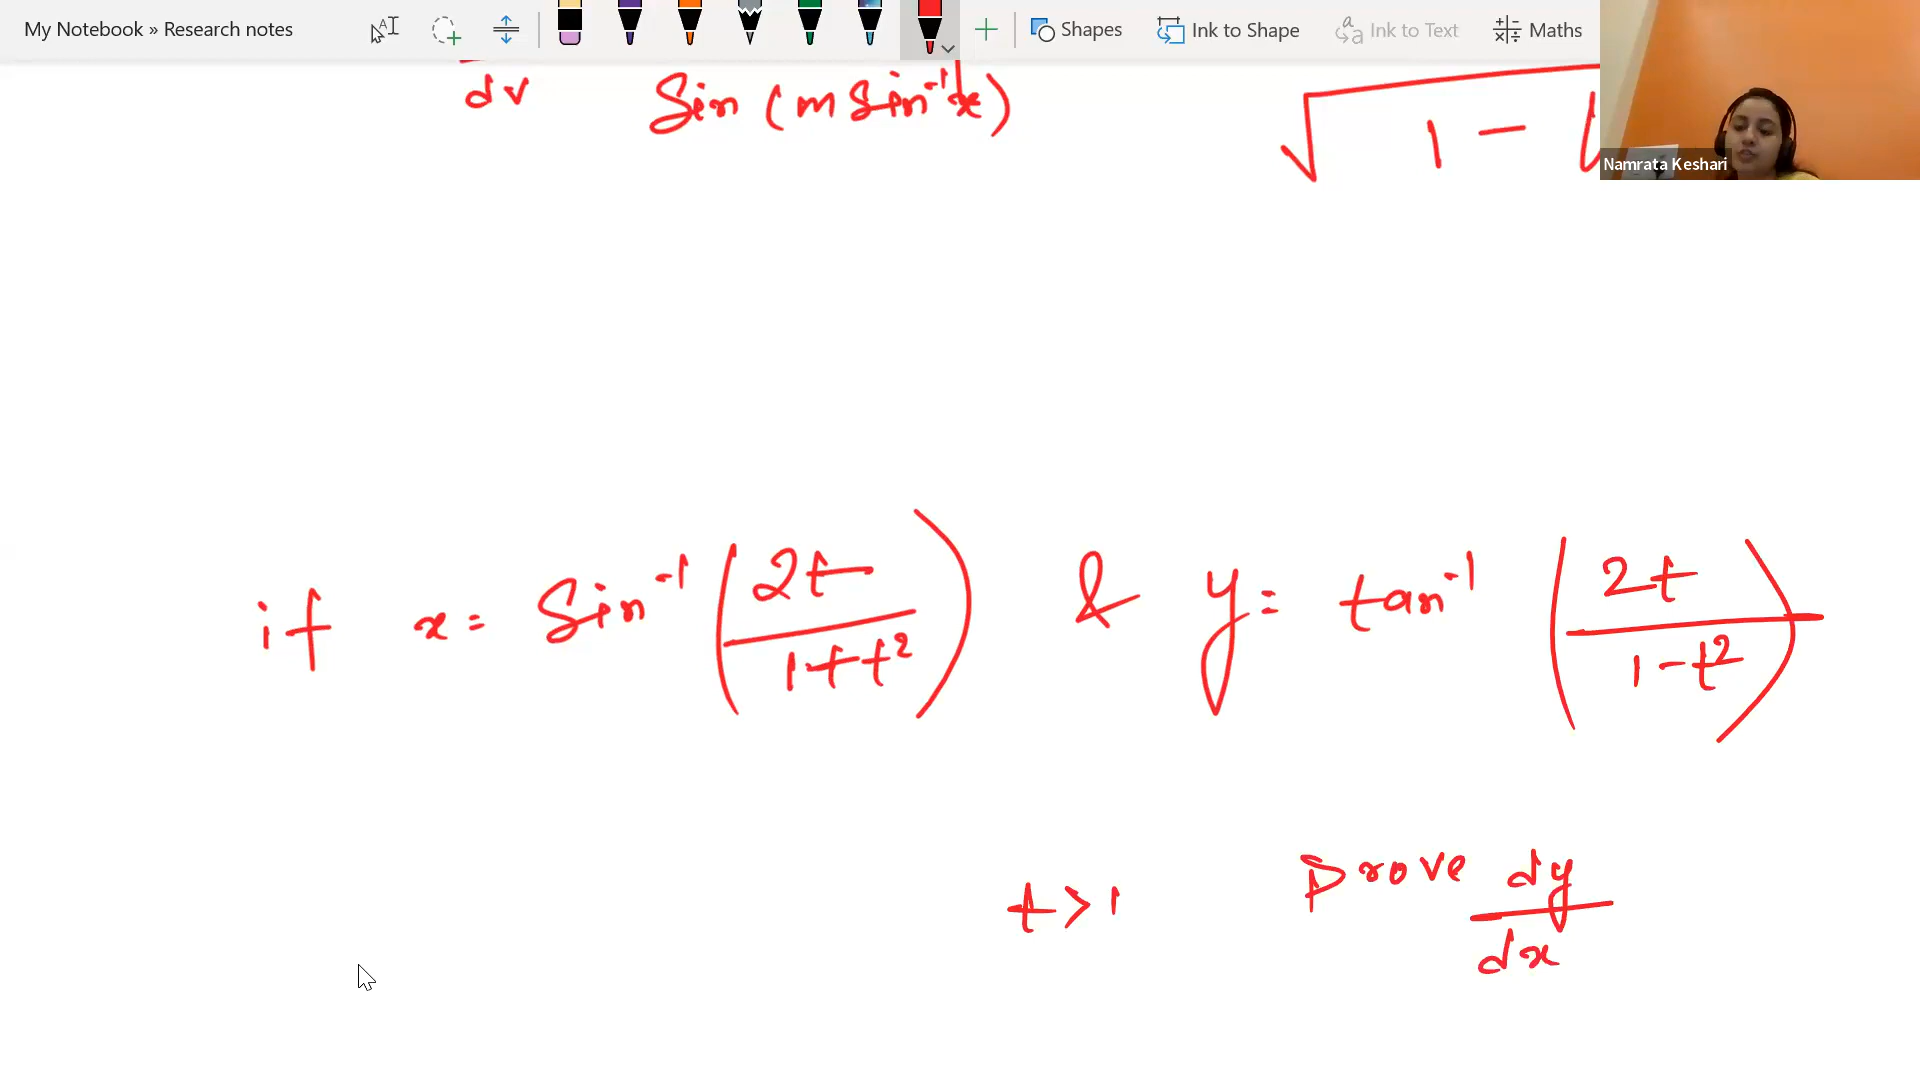 My Notebook » Research notes
Shapes
Ink to Shape
Ink to Text
Maths
Namrata Keshari
dv
Sin (m Sin⁻¹x)
√ 1 - (
if x = Sin⁻¹ (2t / 1+t²) & y = tan⁻¹ (2t / 1-t²)
t > 1 Prove dy/dx